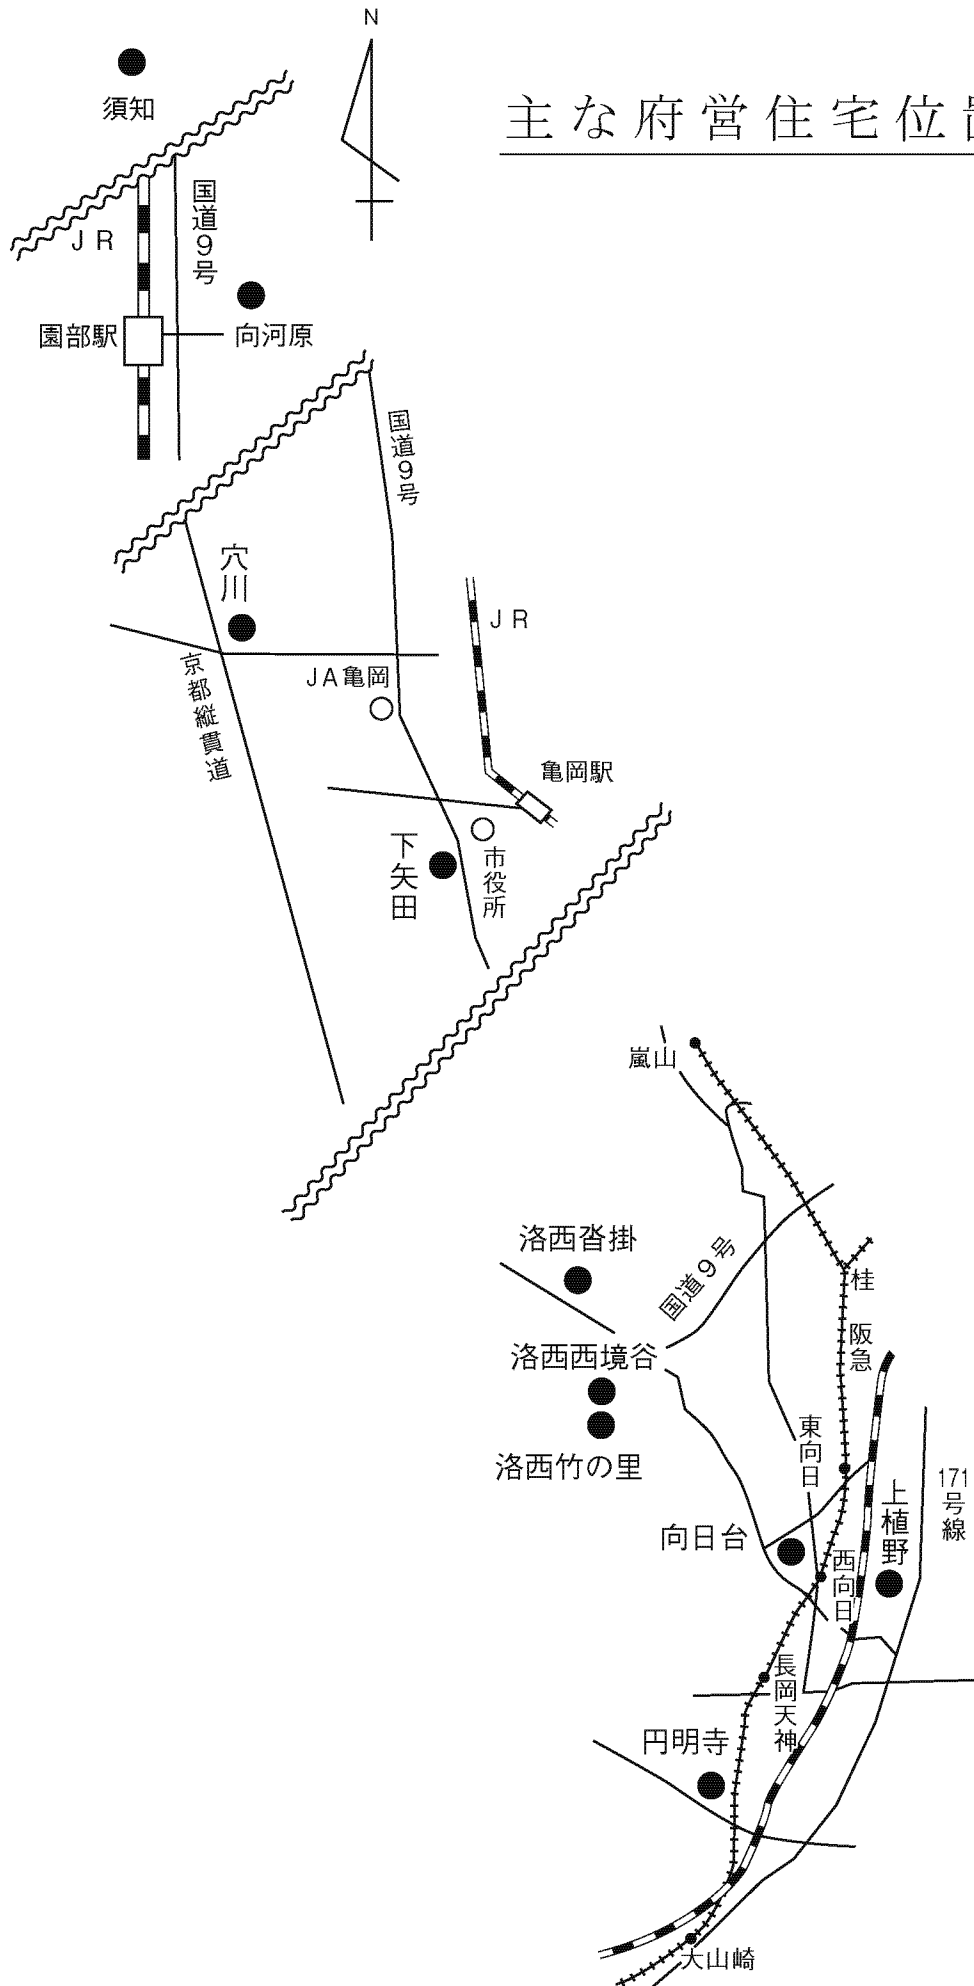 N
主な府営住宅位
須知
国道9号
JR
園部駅
向河原
国道9号
穴川
JR
京都縦貫道
JA亀岡
亀岡駅
下矢田
市役所
嵐山
洛西沓掛
国道9号
桂
阪急
洛西西境谷
東向日
洛西竹の里
171号線
上植野
向日台
西向日
長岡天神
円明寺
大山崎